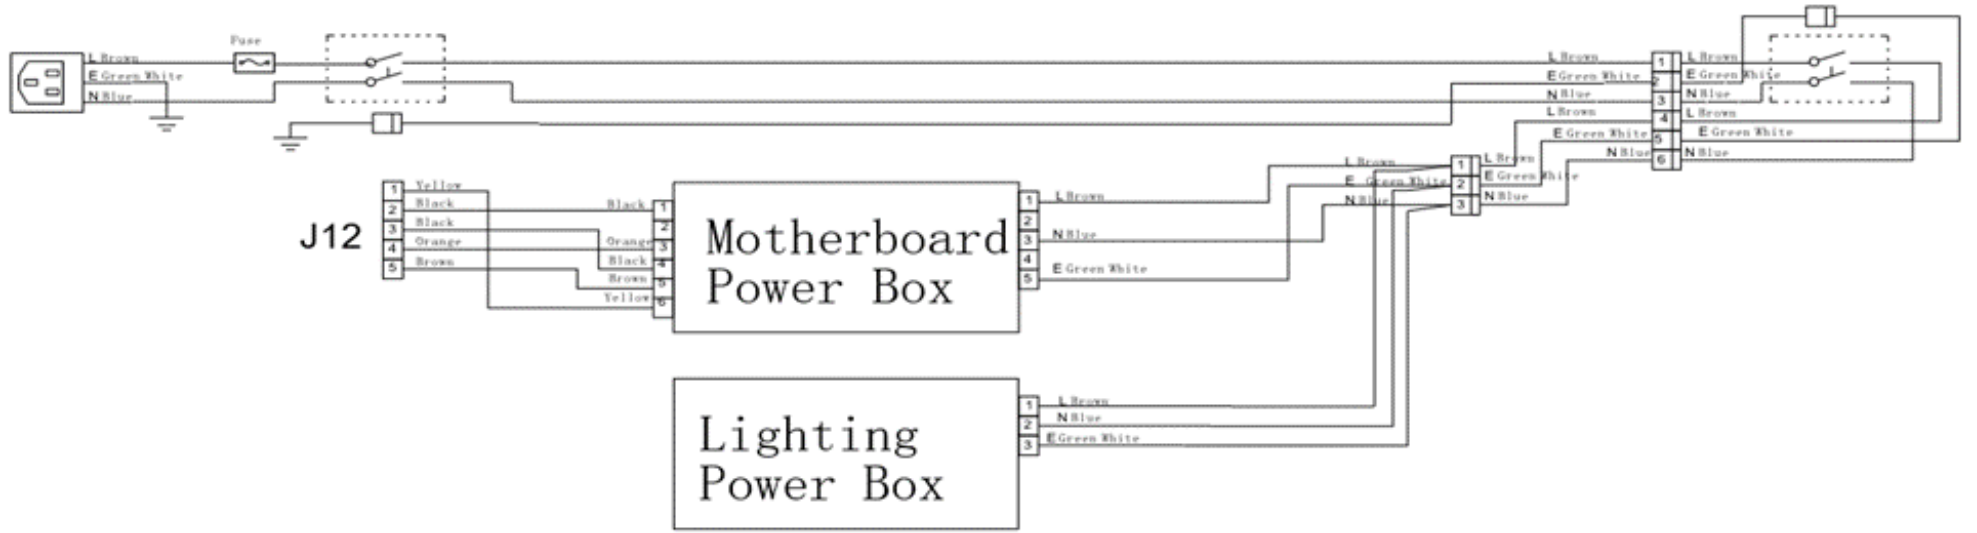 Fuse
L Brown
E Green White
N Blue
L Brown
E Green White
N Blue
L Brown
E Green White
N Blue
1
2
3
4
5
6
L Brown
E Green White
N Blue
L Brown
E Green White
N Blue
L Brown
E Green White
N Blue
1
2
3
L Brown
E Green White
N Blue
J12
1
2
3
4
5
Yellow
Black
Black
Orange
Brown
Black
Orange
Black
Brown
Yellow
1
2
3
4
5
6
Motherboard
Power Box
1
2
3
4
5
L Brown
N Blue
E Green White
Lighting
Power Box
1
2
3
L Brown
N Blue
E Green White